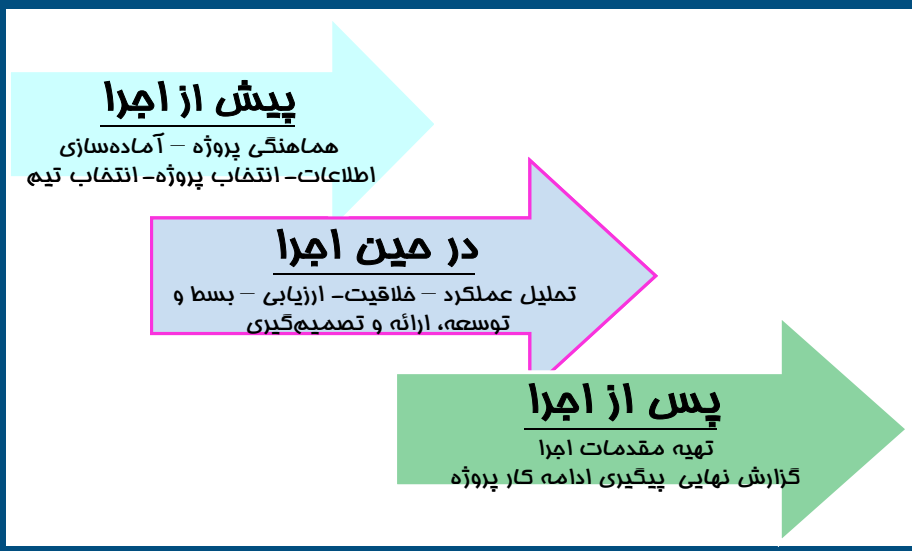 پیش از اجرا
هماهنگی پروژه – آماده‌سازی
اطلاعات- انتخاب پروژه- انتخاب تیم
در حین اجرا
تحلیل عملکرد – خلاقیت- ارزیابی – بسط و
توسعه، ارائه و تصمیم‌گیری
پس از اجرا
تهیه مقدمات اجرا
گزارش نهایی پیگیری ادامه کار پروژه